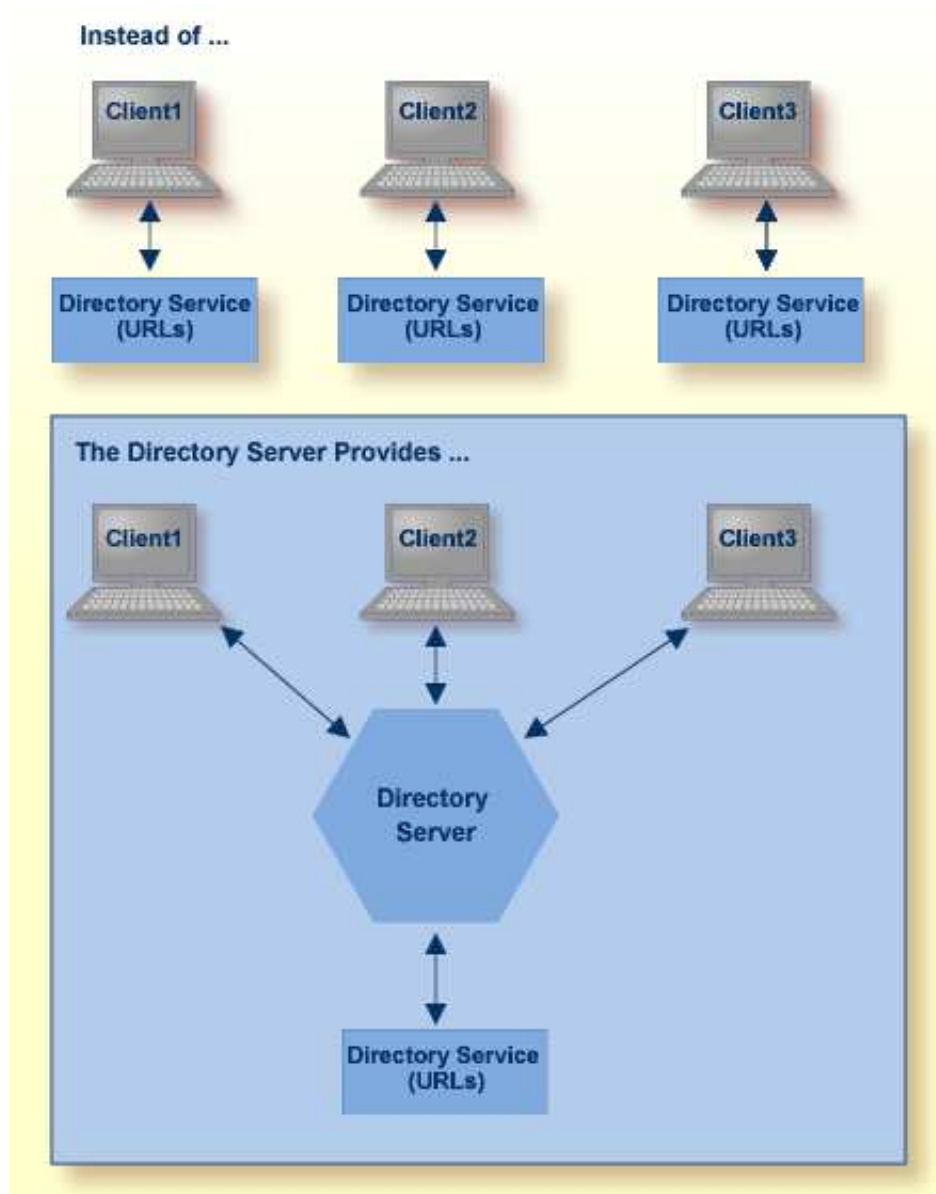 Instead of ...
Client1
Client2
Client3
Directory Service
(URLs)
Directory Service
(URLs)
Directory Service
(URLs)
The Directory Server Provides ...
Client1
Client2
Client3
Directory
Server
Directory Service
(URLs)